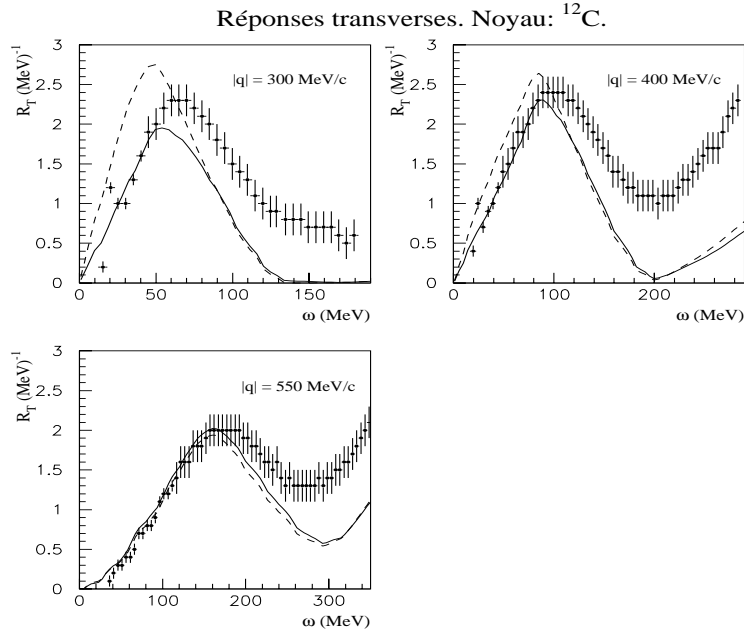 Réponses transverses. Noyau: ¹²C.
R_T (MeV)⁻¹
3
2.5
2
1.5
1
0.5
0
|q| = 300 MeV/c
0 50 100 150
ω (MeV)
R_T (MeV)⁻¹
3
2.5
2
1.5
1
0.5
0
|q| = 400 MeV/c
0 100 200
ω (MeV)
R_T (MeV)⁻¹
3
2.5
2
1.5
1
0.5
0
|q| = 550 MeV/c
0 100 200 300
ω (MeV)